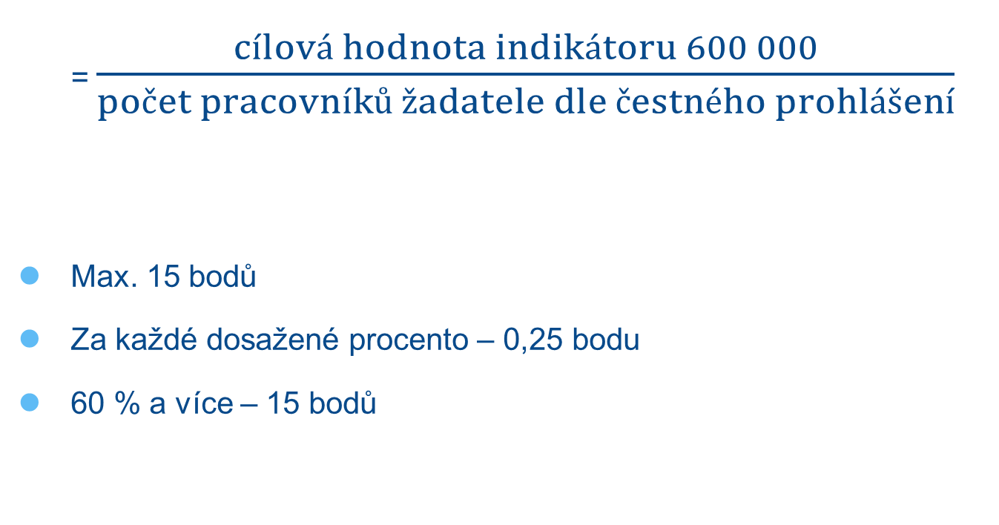 cílová hodnota indikátoru 600 000
=
počet pracovníků žadatele dle čestného prohlášení
Max. 15 bodů
Za každé dosažené procento – 0,25 bodu
60 % a více – 15 bodů